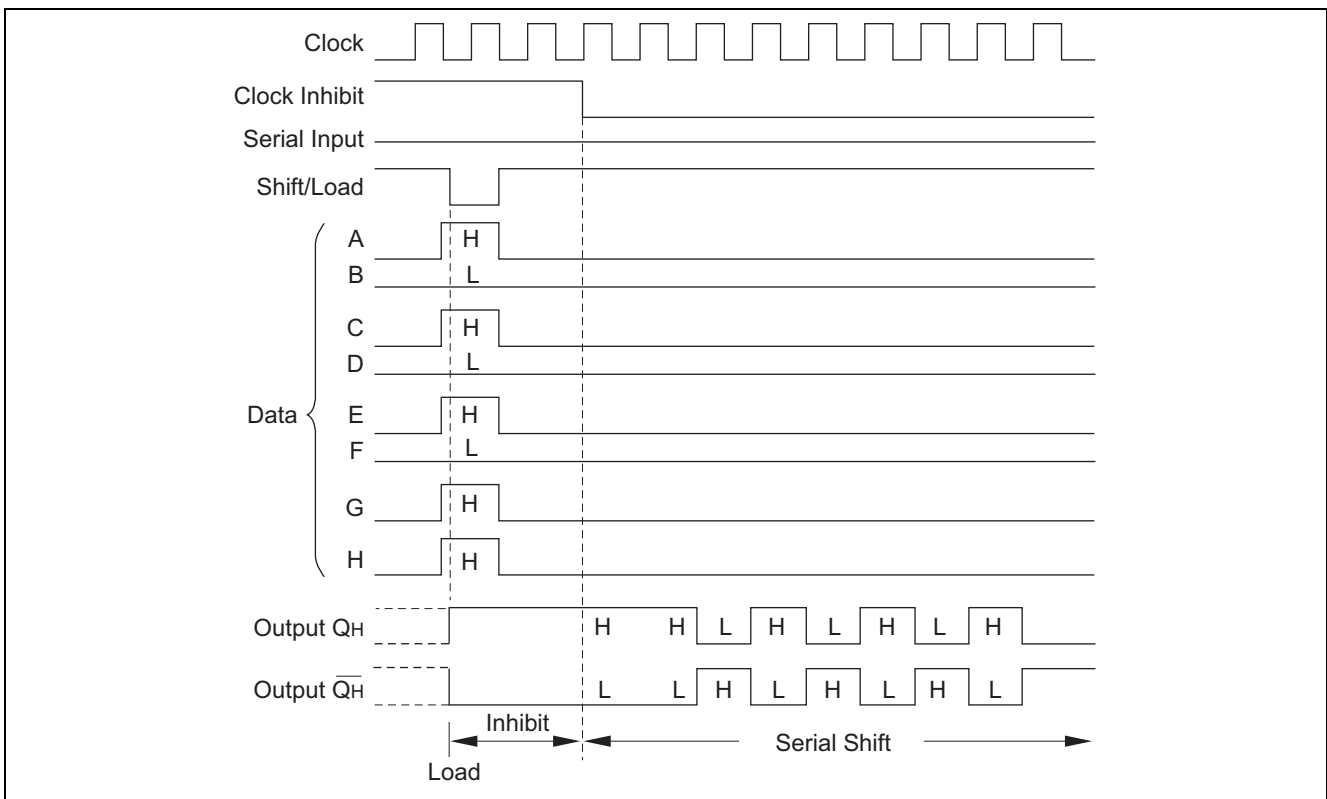 Clock
Clock Inhibit
Serial Input
Shift/Load
A H
B L
C H
D L
Data
E H
F L
G H
H H
Output QH H H L H L H L H
Output Q̅H̅ L L H L H L H L
Inhibit
Serial Shift
Load